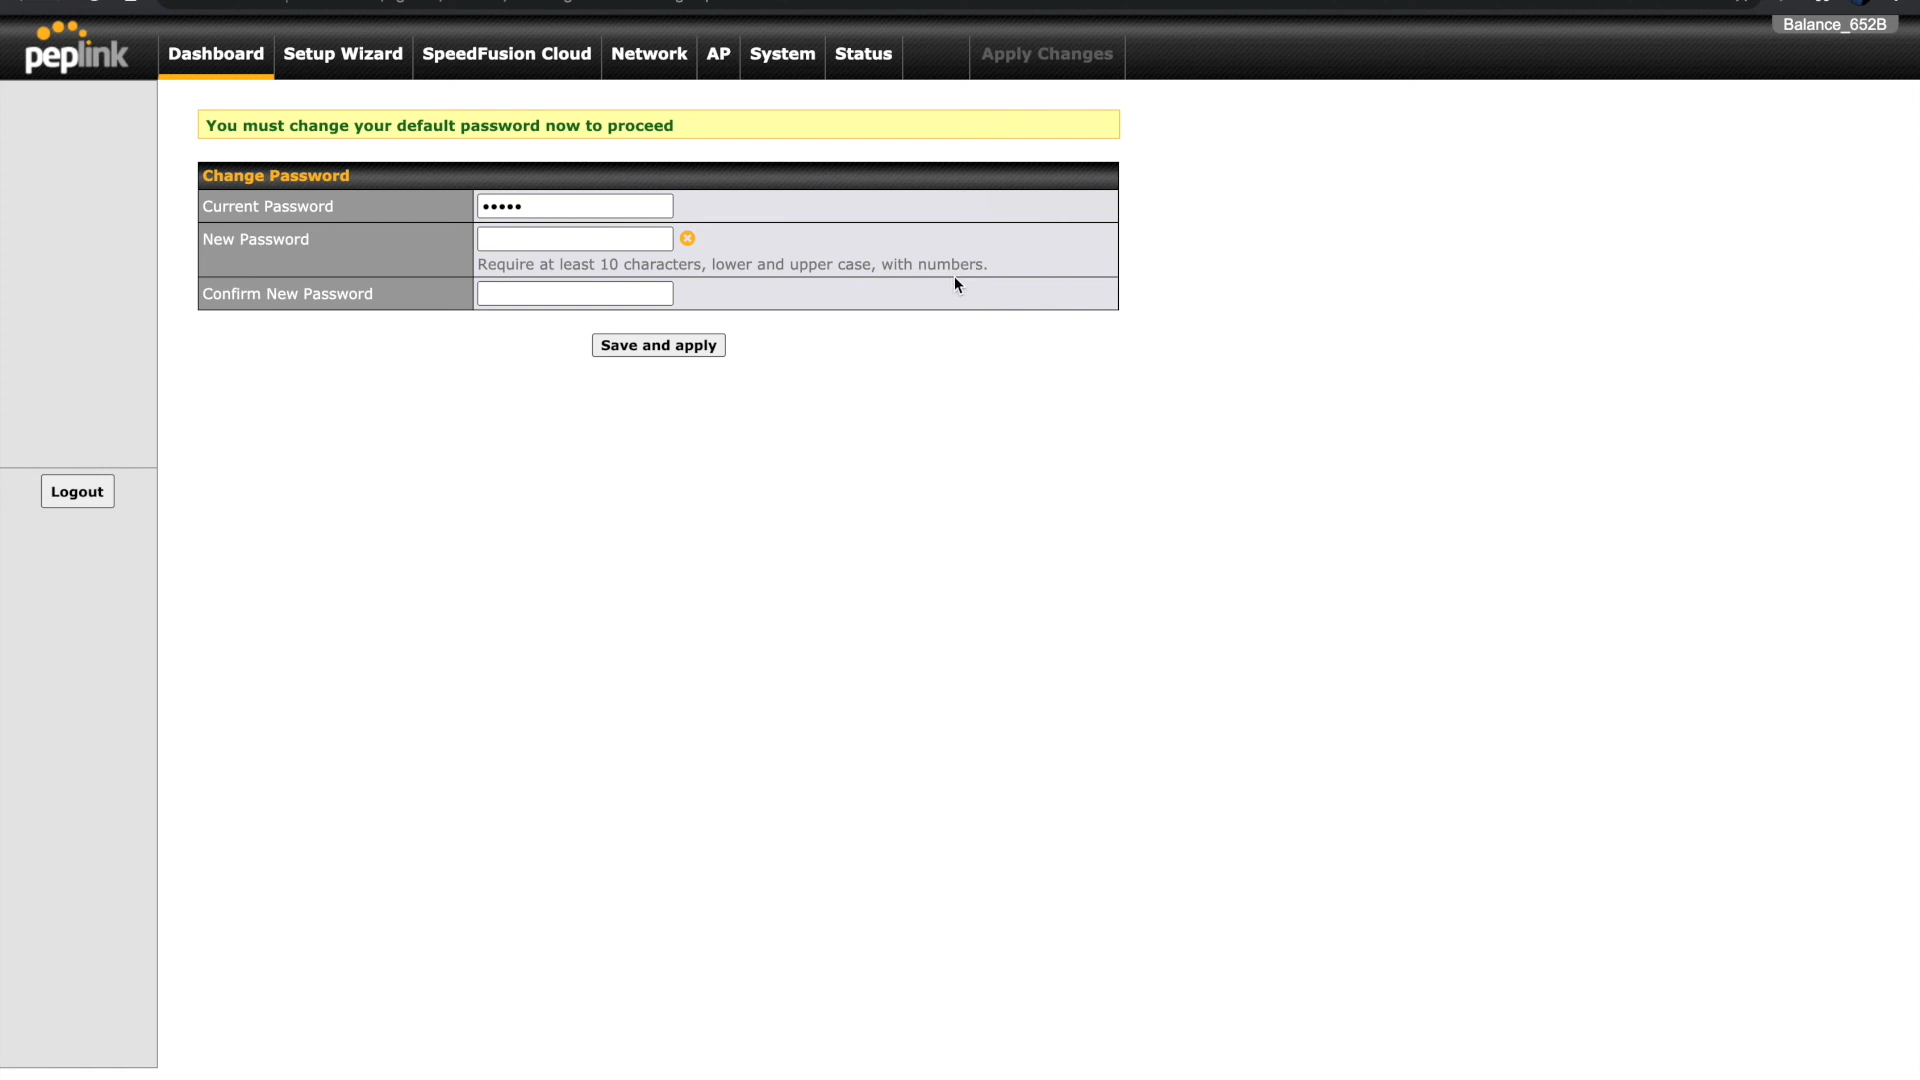 Balance_652B
peplink
Dashboard Setup Wizard SpeedFusion Cloud Network AP System Status Apply Changes
You must change your default password now to proceed
Change Password
Current Password •••••
New Password
Require at least 10 characters, lower and upper case, with numbers.
Confirm New Password
Save and apply
Logout